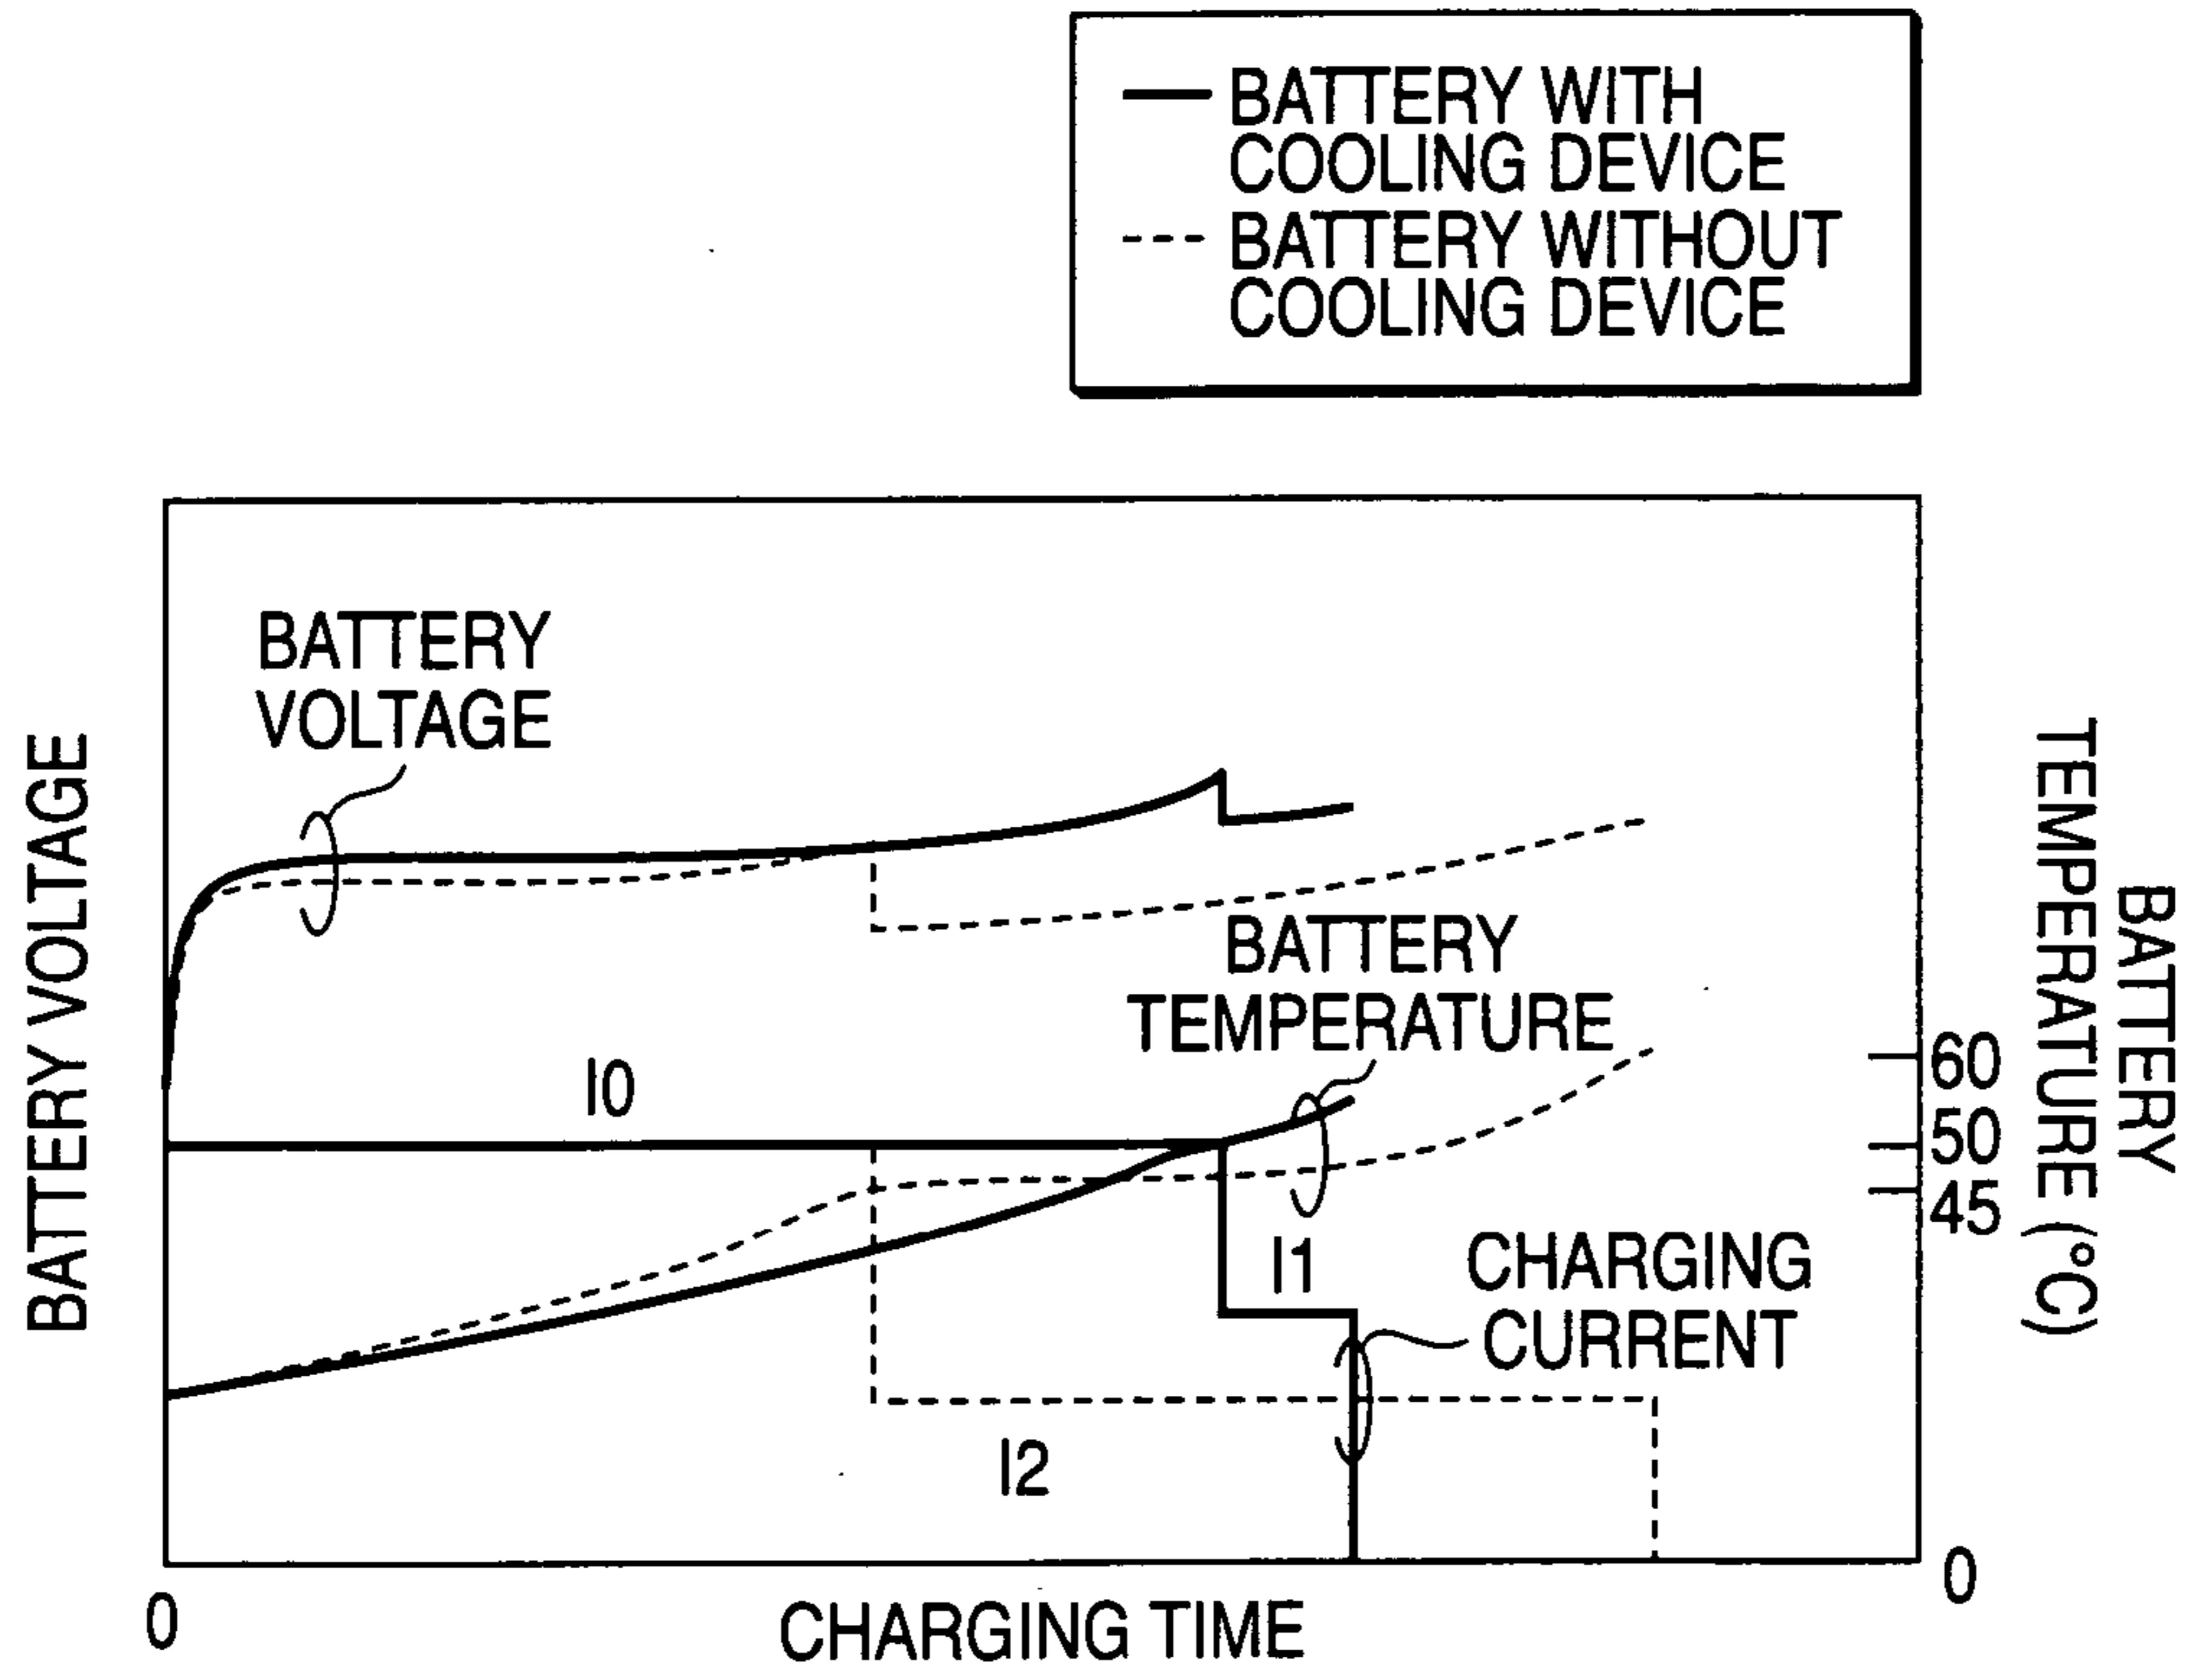 BATTERY WITH
COOLING DEVICE
BATTERY WITHOUT
COOLING DEVICE
BATTERY
VOLTAGE
BATTERY VOLTAGE
BATTERY
TEMPERATURE
I0
I1
CHARGING
CURRENT
I2
60
50
45
0
BATTERY
TEMPERATURE (°C)
0
CHARGING TIME